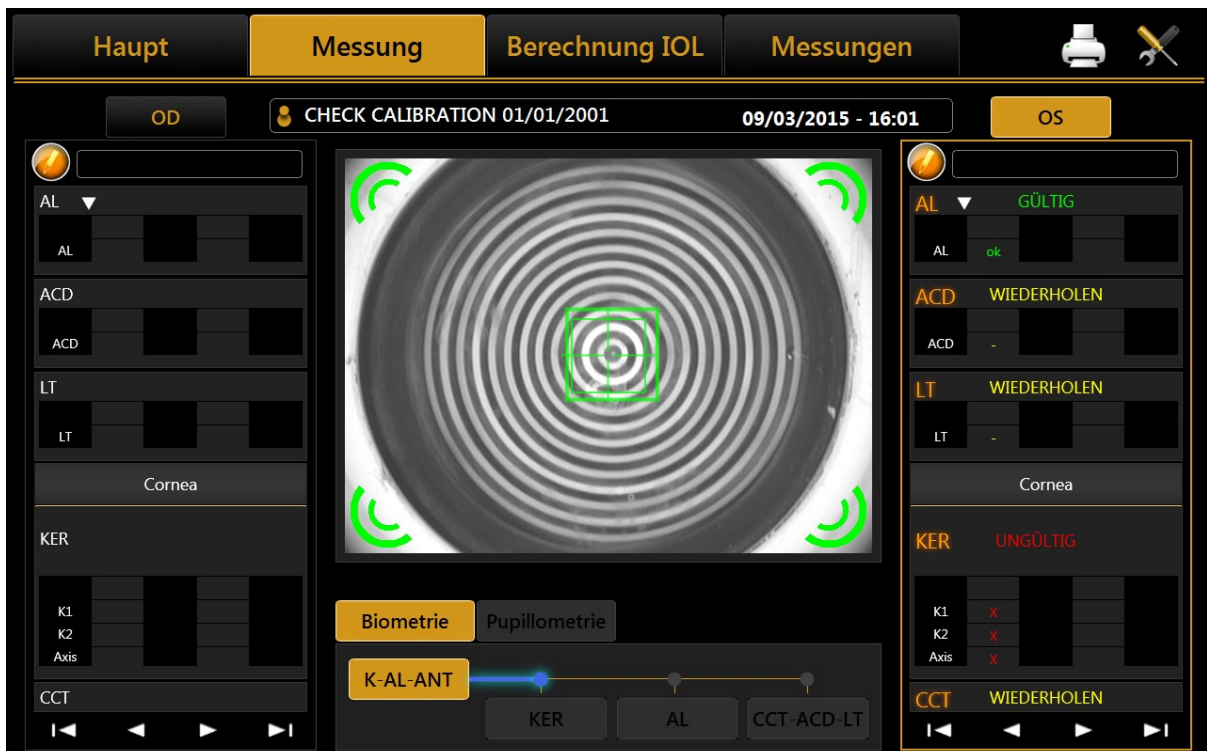 Haupt
Messung
Berechnung IOL
Messungen
OD
CHECK CALIBRATION 01/01/2001
09/03/2015 - 16:01
OS
AL
AL
ACD
ACD
LT
LT
Cornea
KER
K1
K2
Axis
CCT
Biometrie
Pupillometrie
K-AL-ANT
KER
AL
CCT-ACD-LT
AL GÜLTIG
AL ok
ACD WIEDERHOLEN
ACD -
LT WIEDERHOLEN
LT -
Cornea
KER UNGÜLTIG
K1 X
K2 X
Axis X
CCT WIEDERHOLEN